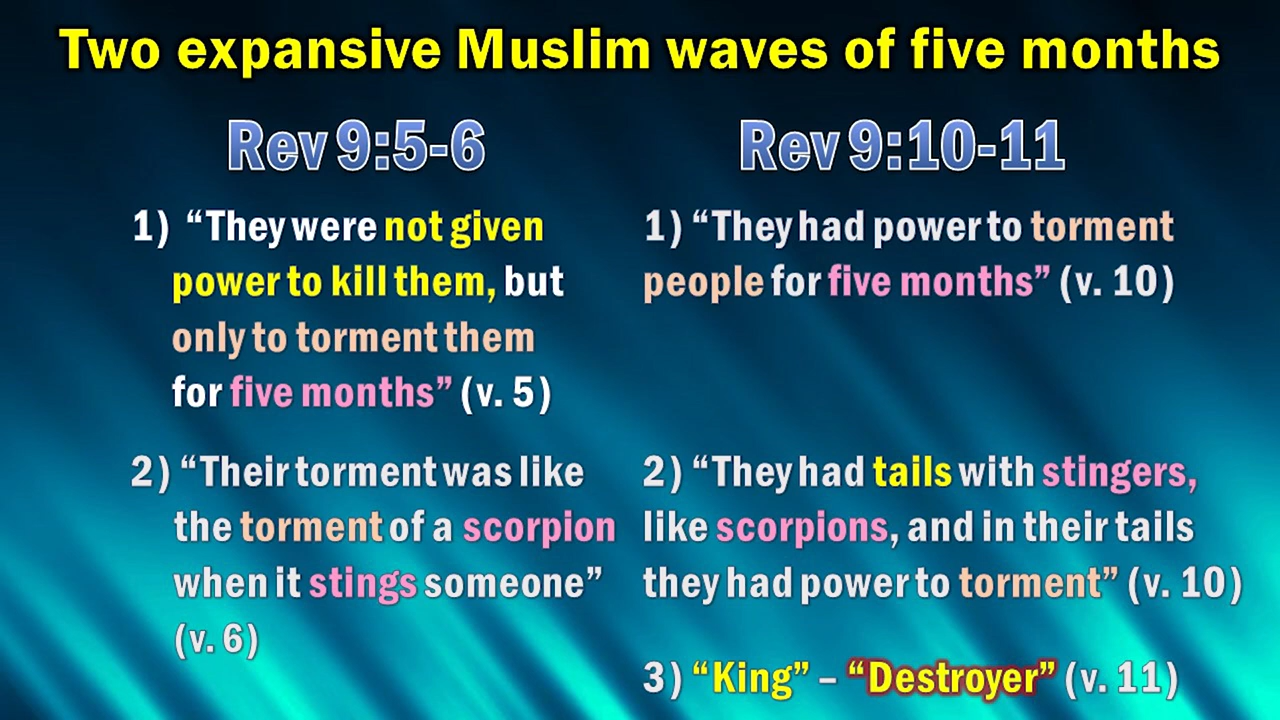 Two expansive Muslim waves of five months
Rev 9:5-6
1) “They were not given
power to kill them, but
only to torment them
for five months” (v. 5)
2) “Their torment was like
the torment of a scorpion
when it stings someone”
(v. 6)
Rev 9:10-11
1) “They had power to torment
people for five months” (v. 10)
2) “They had tails with stingers,
like scorpions, and in their tails
they had power to torment” (v. 10)
3) “King” – “Destroyer” (v. 11)